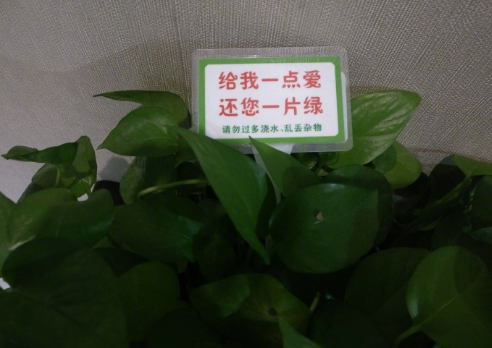 给我一点爱
还您一片绿
请勿过多浇水、乱丢杂物